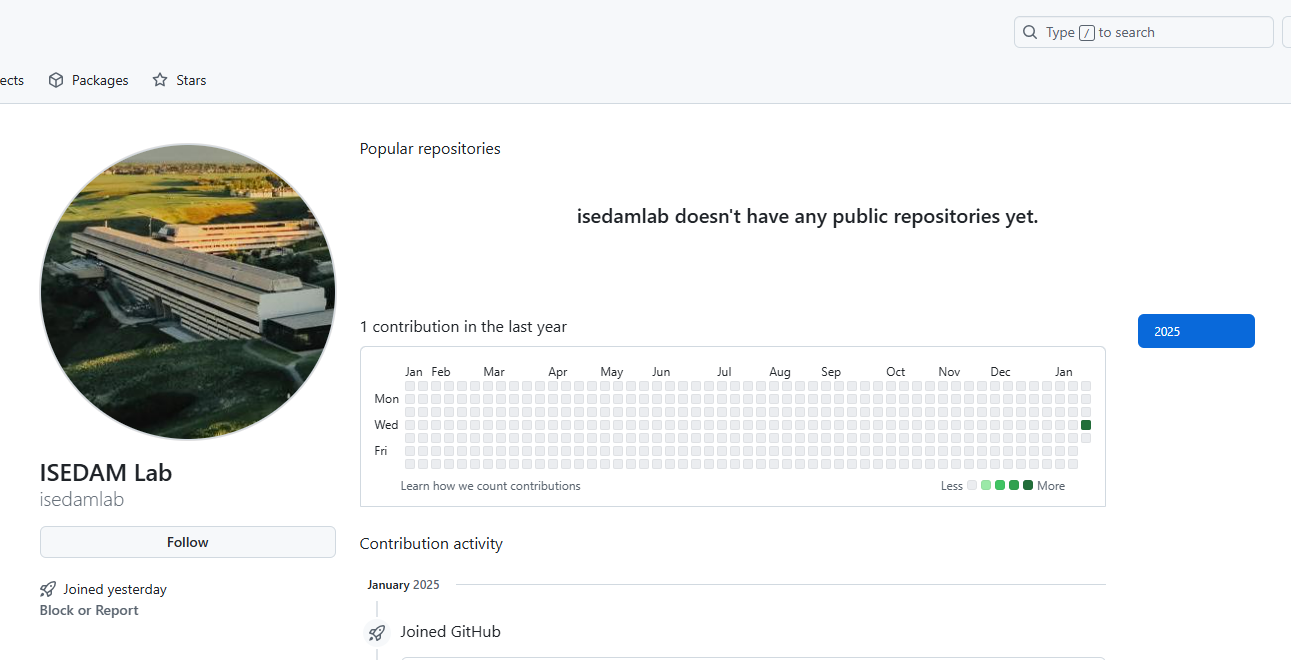 Type / to search
ects Packages Stars
Popular repositories
isedamlab doesn't have any public repositories yet.
1 contribution in the last year
2025
Jan Feb Mar Apr May Jun Jul Aug Sep Oct Nov Dec Jan
Mon
Wed
Fri
Learn how we count contributions
Less More
ISEDAM Lab
isedamlab
Follow
Joined yesterday
Block or Report
Contribution activity
January 2025
Joined GitHub